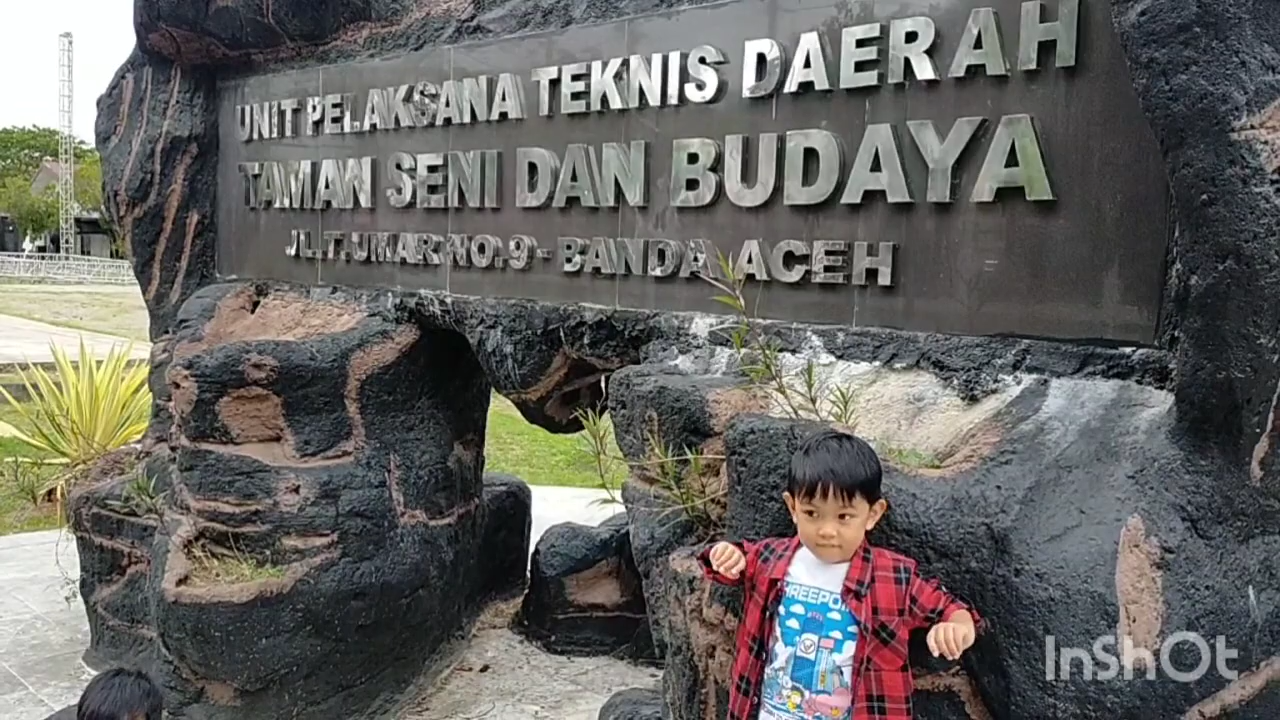 UNIT PELAKSANA TEKNIS DAERAH
TAMAN SENI DAN BUDAYA
JL.T.UMAR NO.9 - BANDA ACEH
InShOt